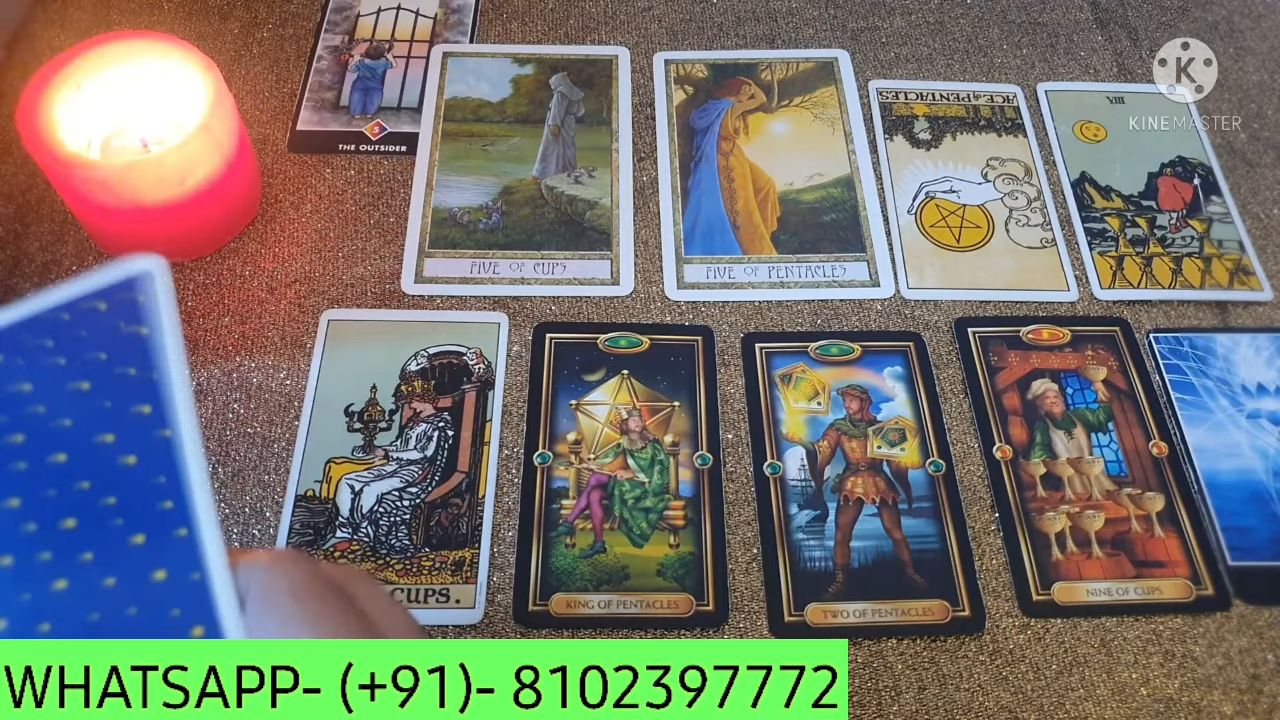 THE OUTSIDER
5
FIVE OF CUPS
FIVE OF PENTACLES
ACE of PENTACLES
VIII
K
KINEMASTER
CUPS.
KING OF PENTACLES
TWO OF PENTACLES
NINE OF CUPS
WHATSAPP- (+91)- 8102397772